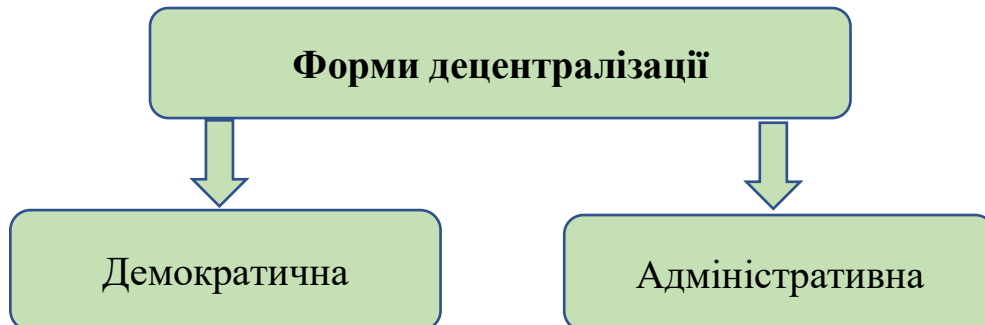 Форми децентралізації
Демократична
Адміністративна